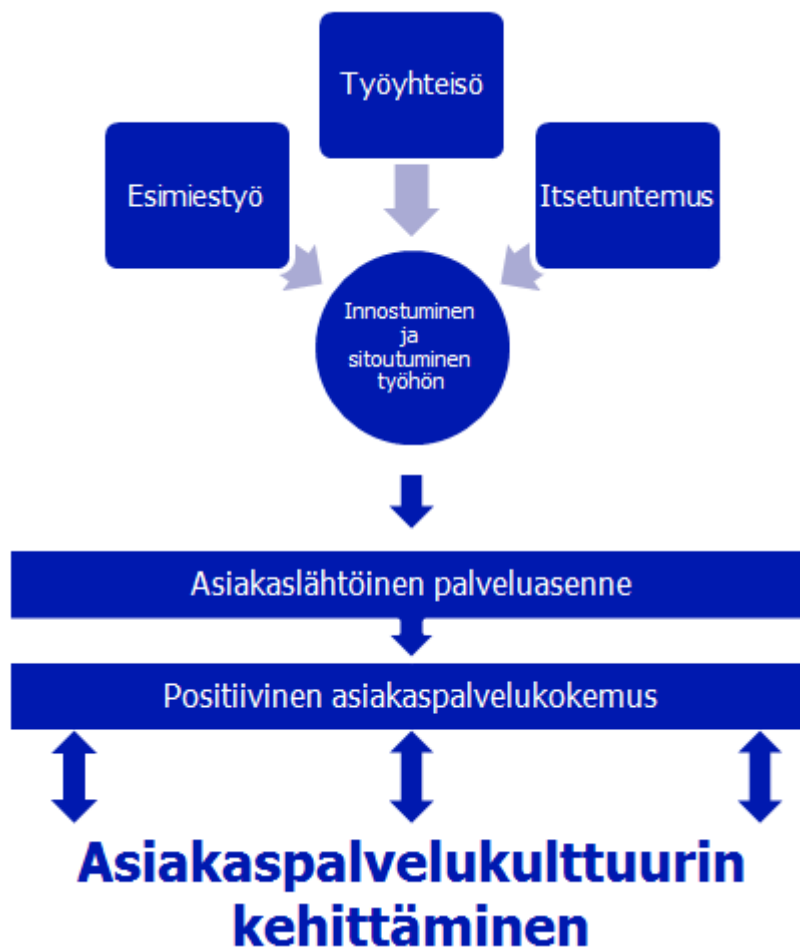 Työyhteisö
Esimiestyö
Itsetuntemus
Innostuminen
ja
sitoutuminen
työhön
Asiakaslähtöinen palveluasenne
Positiivinen asiakaspalvelukokemus
Asiakaspalvelukulttuurin
kehittäminen